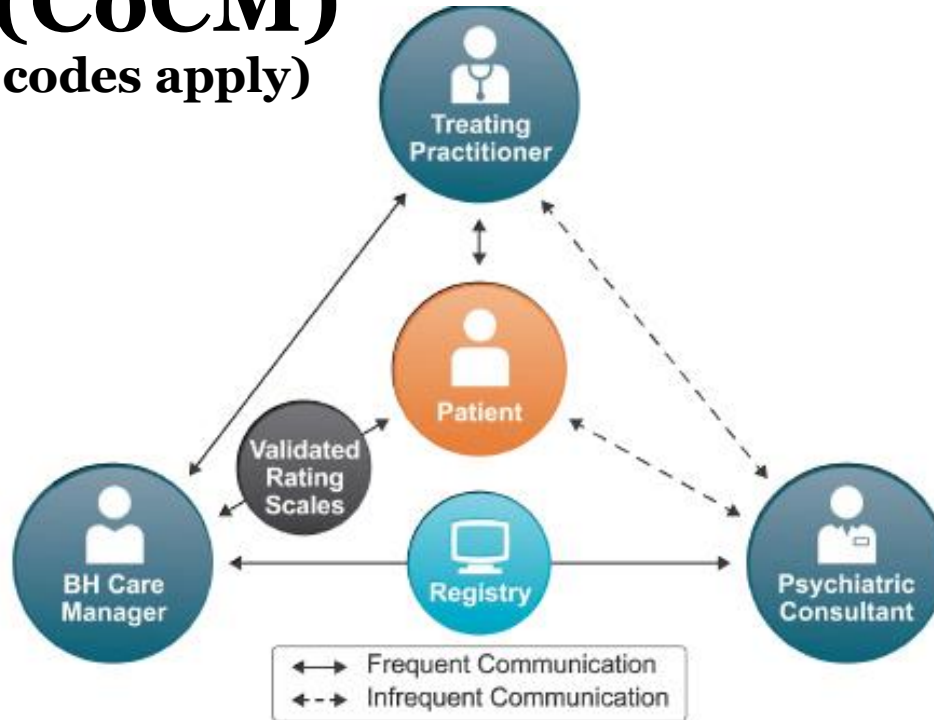 (CoCM)
codes apply)
Treating
Practitioner
Patient
Validated
Rating
Scales
BH Care
Manager
Registry
Psychiatric
Consultant
Frequent Communication
Infrequent Communication